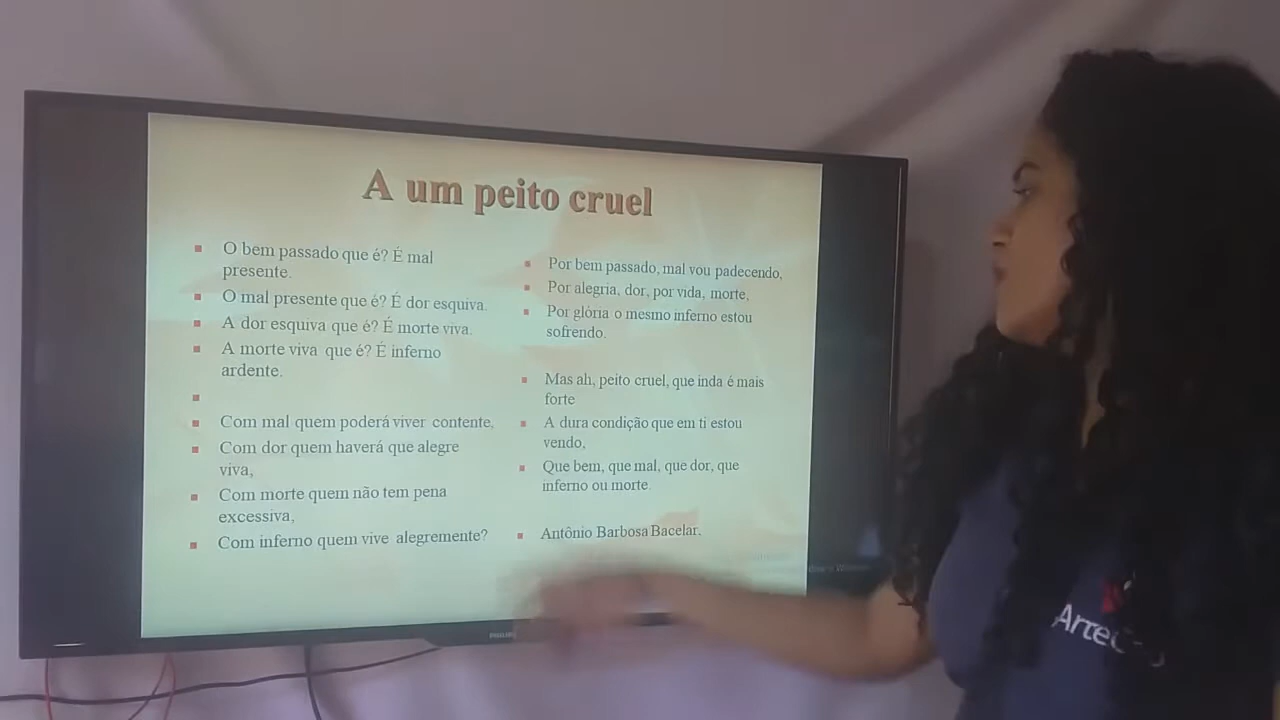 A um peito cruel
O bem passado que é? É mal
presente.
O mal presente que é? É dor esquiva.
A dor esquiva que é? É morte viva.
A morte viva que é? É inferno
ardente.
Com mal quem poderá viver contente,
Com dor quem haverá que alegre
viva,
Com morte quem não tem pena
excessiva,
Com inferno quem vive alegremente?
Por bem passado, mal vou padecendo,
Por alegria, dor, por vida, morte,
Por glória o mesmo inferno estou
sofrendo.
Mas ah, peito cruel, que inda é mais
forte
A dura condição que em ti estou
vendo,
Que bem, que mal, que dor, que
inferno ou morte.
Antônio Barbosa Bacelar.
PHILIPS